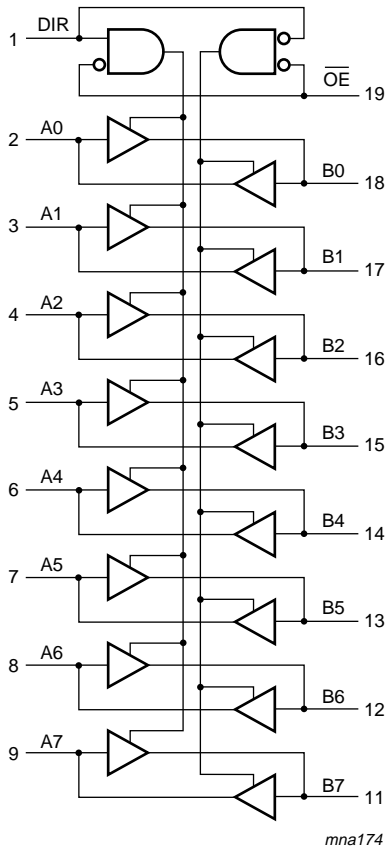 1 DIR
O̅E̅ 19
2 A0
B0 18
3 A1
B1 17
4 A2
B2 16
5 A3
B3 15
6 A4
B4 14
7 A5
B5 13
8 A6
B6 12
9 A7
B7 11
mna174